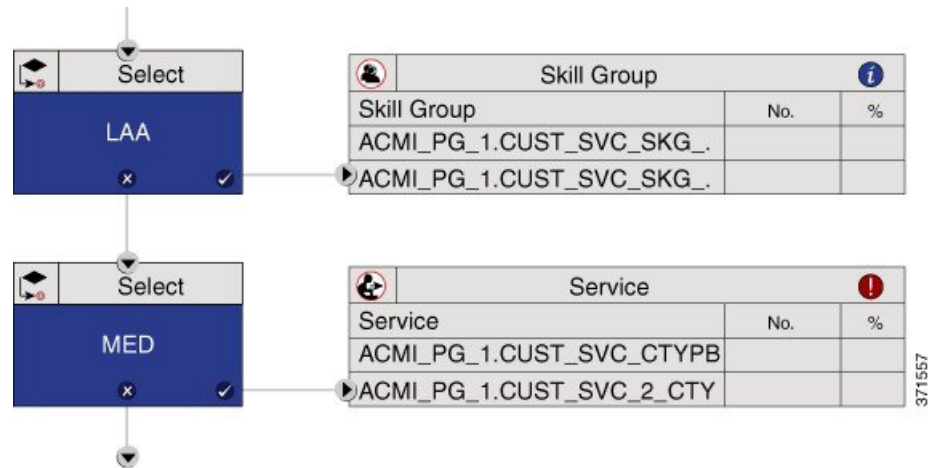 Select
LAA
Skill Group
i
Skill Group No. %
ACMI_PG_1.CUST_SVC_SKG_.
ACMI_PG_1.CUST_SVC_SKG_.
Select
MED
Service
!
Service No. %
ACMI_PG_1.CUST_SVC_CTYPB
ACMI_PG_1.CUST_SVC_2_CTY
371557